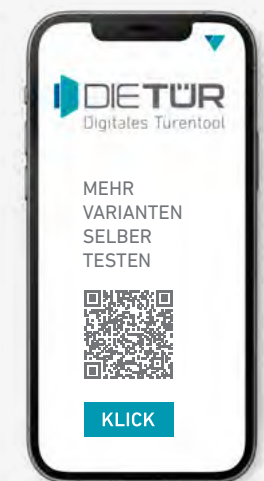 DIETÜR
Digitales Türentool
MEHR
VARIANTEN
SELBER
TESTEN
KLICK